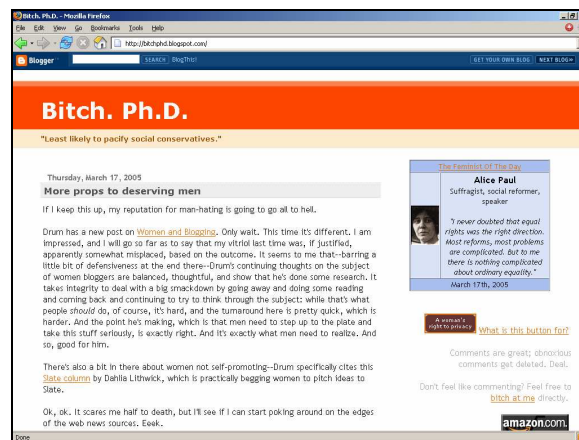 Bitch. Ph.D. - Mozilla Firefox
File Edit View Go Bookmarks Tools Help
http://bitchphd.blogspot.com/
Blogger SEARCH BlogThis! GET YOUR OWN BLOG NEXT BLOG»
Bitch. Ph.D.
"Least likely to pacify social conservatives."
Thursday, March 17, 2005
More props to deserving men
If I keep this up, my reputation for man-hating is going to go all to hell.
Drum has a new post on Women and Blogging. Only wait. This time it's different. I am
impressed, and I will go so far as to say that my vitriol last time was, if justified,
apparently somewhat misplaced, based on the outcome. It seems to me that--barring a
little bit of defensiveness at the end there--Drum's continuing thoughts on the subject
of women bloggers are balanced, thoughtful, and show that he's done some research. It
takes integrity to deal with a big smackdown by going away and doing some reading
and coming back and continuing to try to think through the subject: while that's what
people should do, of course, it's hard, and the turnaround here is pretty quick, which is
harder. And the point he's making, which is that men need to step up to the plate and
take this stuff seriously, is exactly right. And it's exactly what men need to realize. And
so, good for him.
There's also a bit in there about women not self-promoting--Drum specifically cites this
Slate column by Dahlia Lithwick, which is practically begging women to pitch ideas to
Slate.
Ok, ok. It scares me half to death, but I'll see if I can start poking around on the edges
of the web news sources. Eeek.
The Feminist Of The Day
Alice Paul
Suffragist, social reformer,
speaker
"I never doubted that equal
rights was the right direction.
Most reforms, most problems
are complicated. But to me
there is nothing complicated
about ordinary equality."
March 17th, 2005
A woman's
right to privacy What is this button for?
Comments are great; obnoxious
comments get deleted. Deal.
Don't feel like commenting? Feel free to
bitch at me directly.
amazon.com.
Done